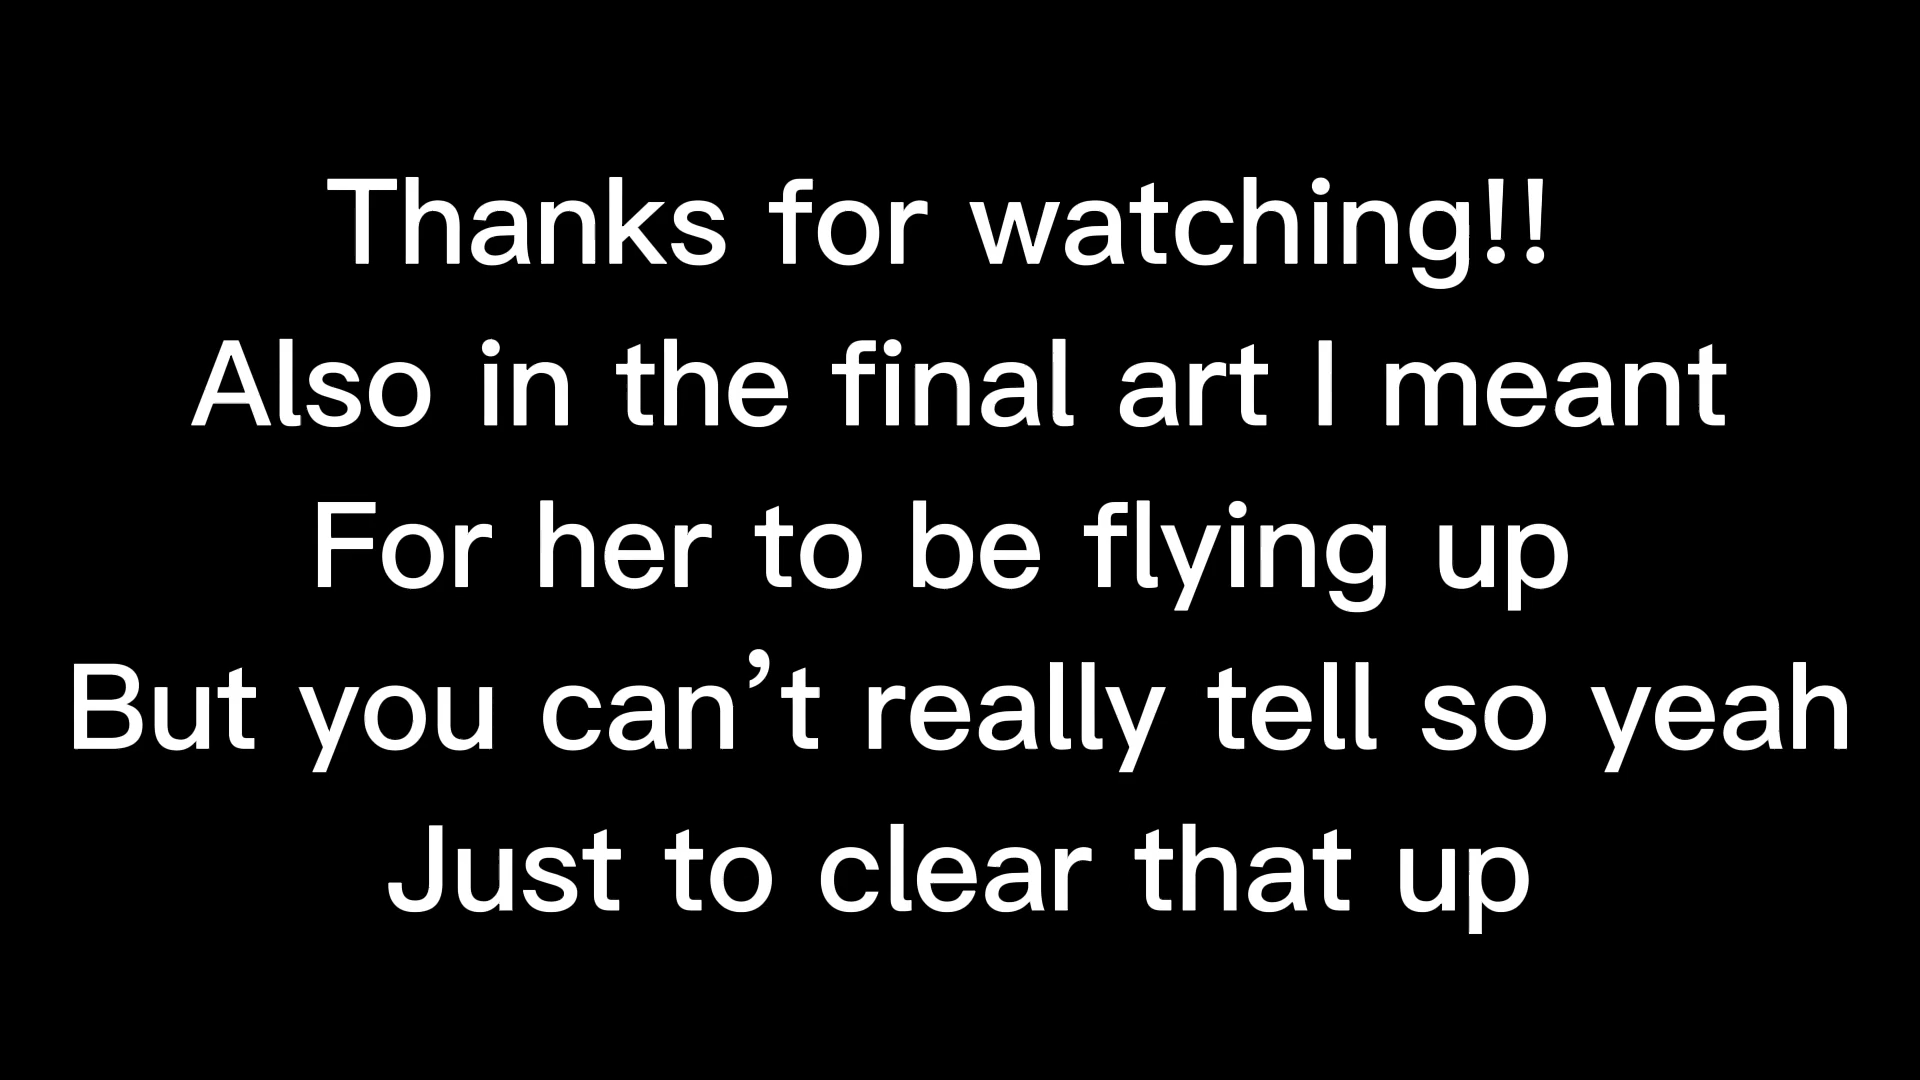 Thanks for watching!!
Also in the final art I meant
For her to be flying up
But you can’t really tell so yeah
Just to clear that up